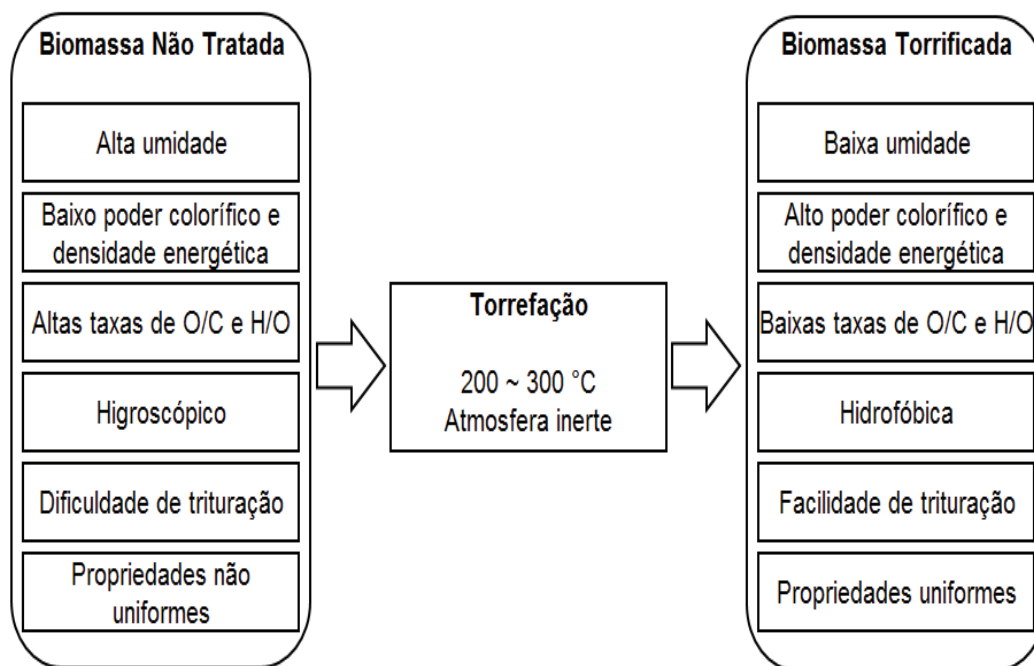 Biomassa Não Tratada
Alta umidade
Baixo poder colorífico e
densidade energética
Altas taxas de O/C e H/O
Higroscópico
Dificuldade de trituração
Propriedades não
uniformes
Torrefação
200 ~ 300 °C
Atmosfera inerte
Biomassa Torrificada
Baixa umidade
Alto poder colorífico e
densidade energética
Baixas taxas de O/C e H/O
Hidrofóbica
Facilidade de trituração
Propriedades uniformes